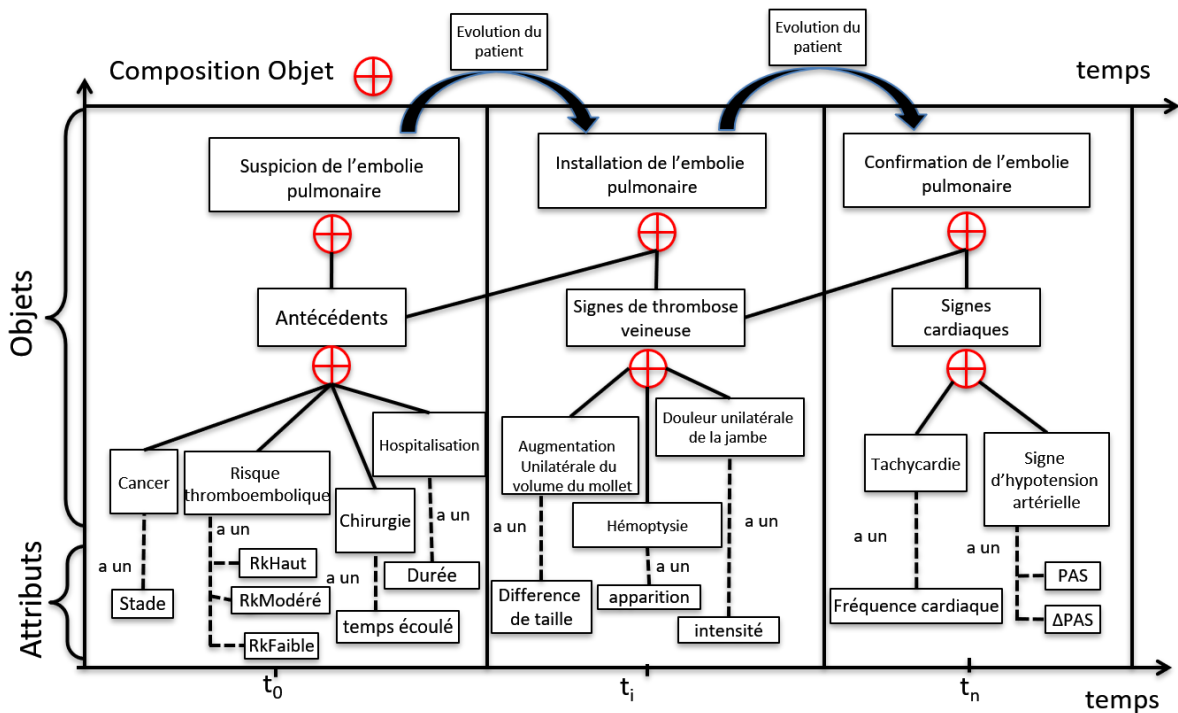 Evolution du
patient
Evolution du
patient
Composition Objet
temps
Objets
Attributs
Suspicion de l'embolie
pulmonaire
Installation de l'embolie
pulmonaire
Confirmation de l'embolie
pulmonaire
Antécédents
Signes de thrombose
veineuse
Signes
cardiaques
Cancer
Risque
thromboembolique
Chirurgie
Hospitalisation
Augmentation
Unilatérale du
volume du mollet
Hémoptysie
Douleur unilatérale
de la jambe
Tachycardie
Signe
d'hypotension
artérielle
a un
a un
a un
a un
a un
a un
a un
a un
a un
Stade
RkHaut
RkModéré
RkFaible
temps écoulé
Durée
Difference
de taille
apparition
intensité
Fréquence cardiaque
PAS
ΔPAS
t0
ti
tn
temps